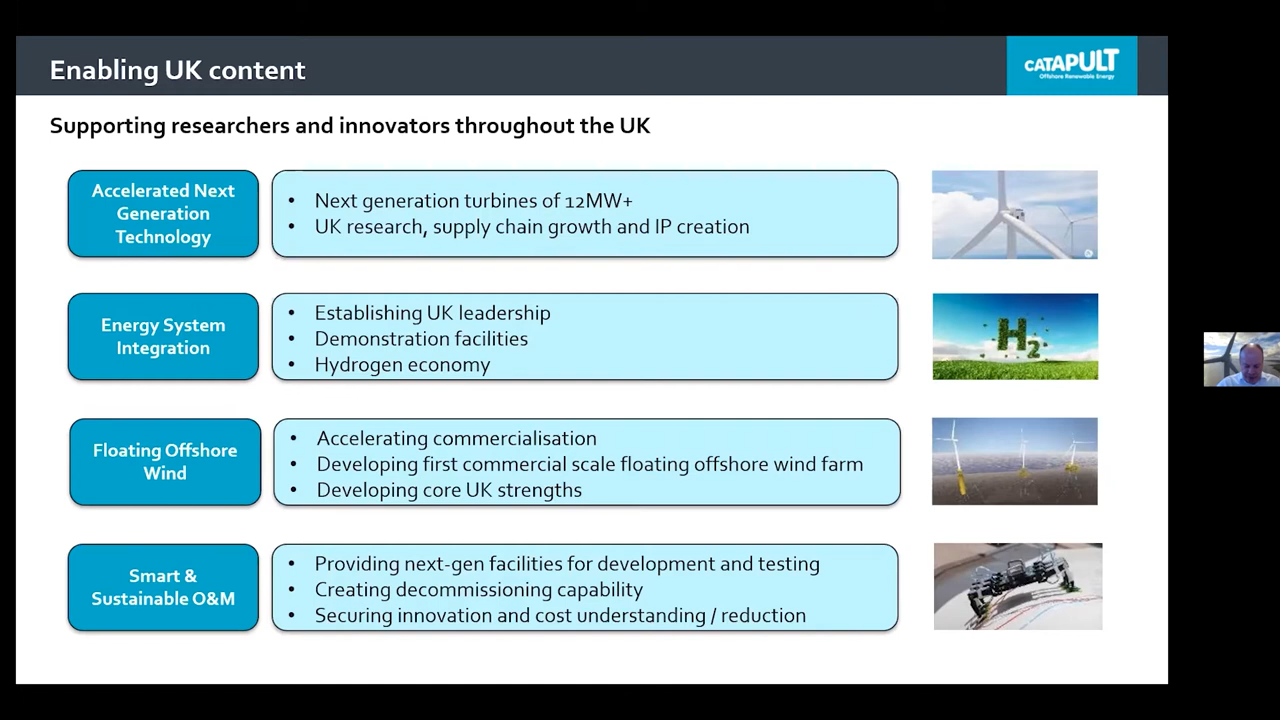 Enabling UK content
CATAPULT
Offshore Renewable Energy
Supporting researchers and innovators throughout the UK
Accelerated Next
Generation
Technology
• Next generation turbines of 12MW+
• UK research, supply chain growth and IP creation
Energy System
Integration
• Establishing UK leadership
• Demonstration facilities
• Hydrogen economy
H2
Floating Offshore
Wind
• Accelerating commercialisation
• Developing first commercial scale floating offshore wind farm
• Developing core UK strengths
Smart &
Sustainable O&M
• Providing next-gen facilities for development and testing
• Creating decommissioning capability
• Securing innovation and cost understanding / reduction